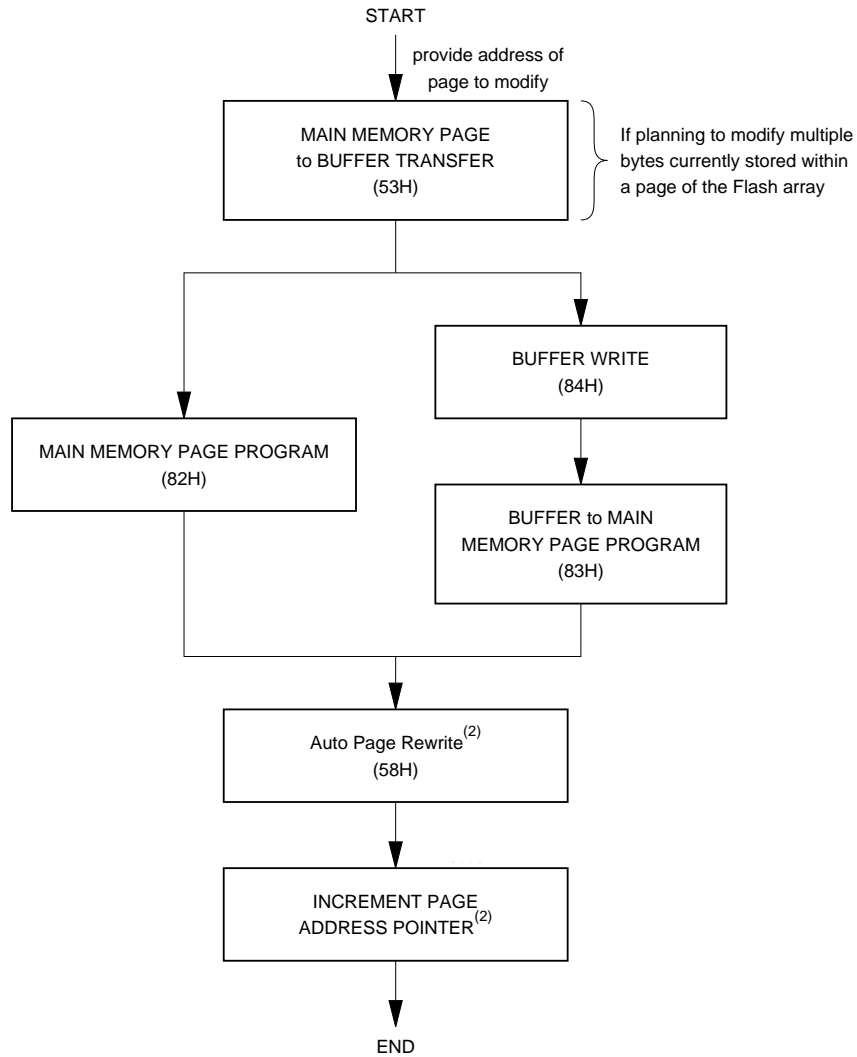 START
provide address of
page to modify
MAIN MEMORY PAGE
to BUFFER TRANSFER
(53H)
If planning to modify multiple
bytes currently stored within
a page of the Flash array
BUFFER WRITE
(84H)
MAIN MEMORY PAGE PROGRAM
(82H)
BUFFER to MAIN
MEMORY PAGE PROGRAM
(83H)
Auto Page Rewrite(2)
(58H)
INCREMENT PAGE
ADDRESS POINTER(2)
END